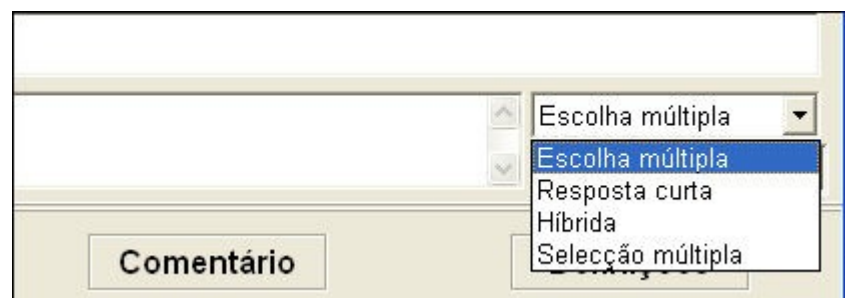 Escolha múltipla
Escolha múltipla
Resposta curta
Híbrida
Selecção múltipla
Comentário